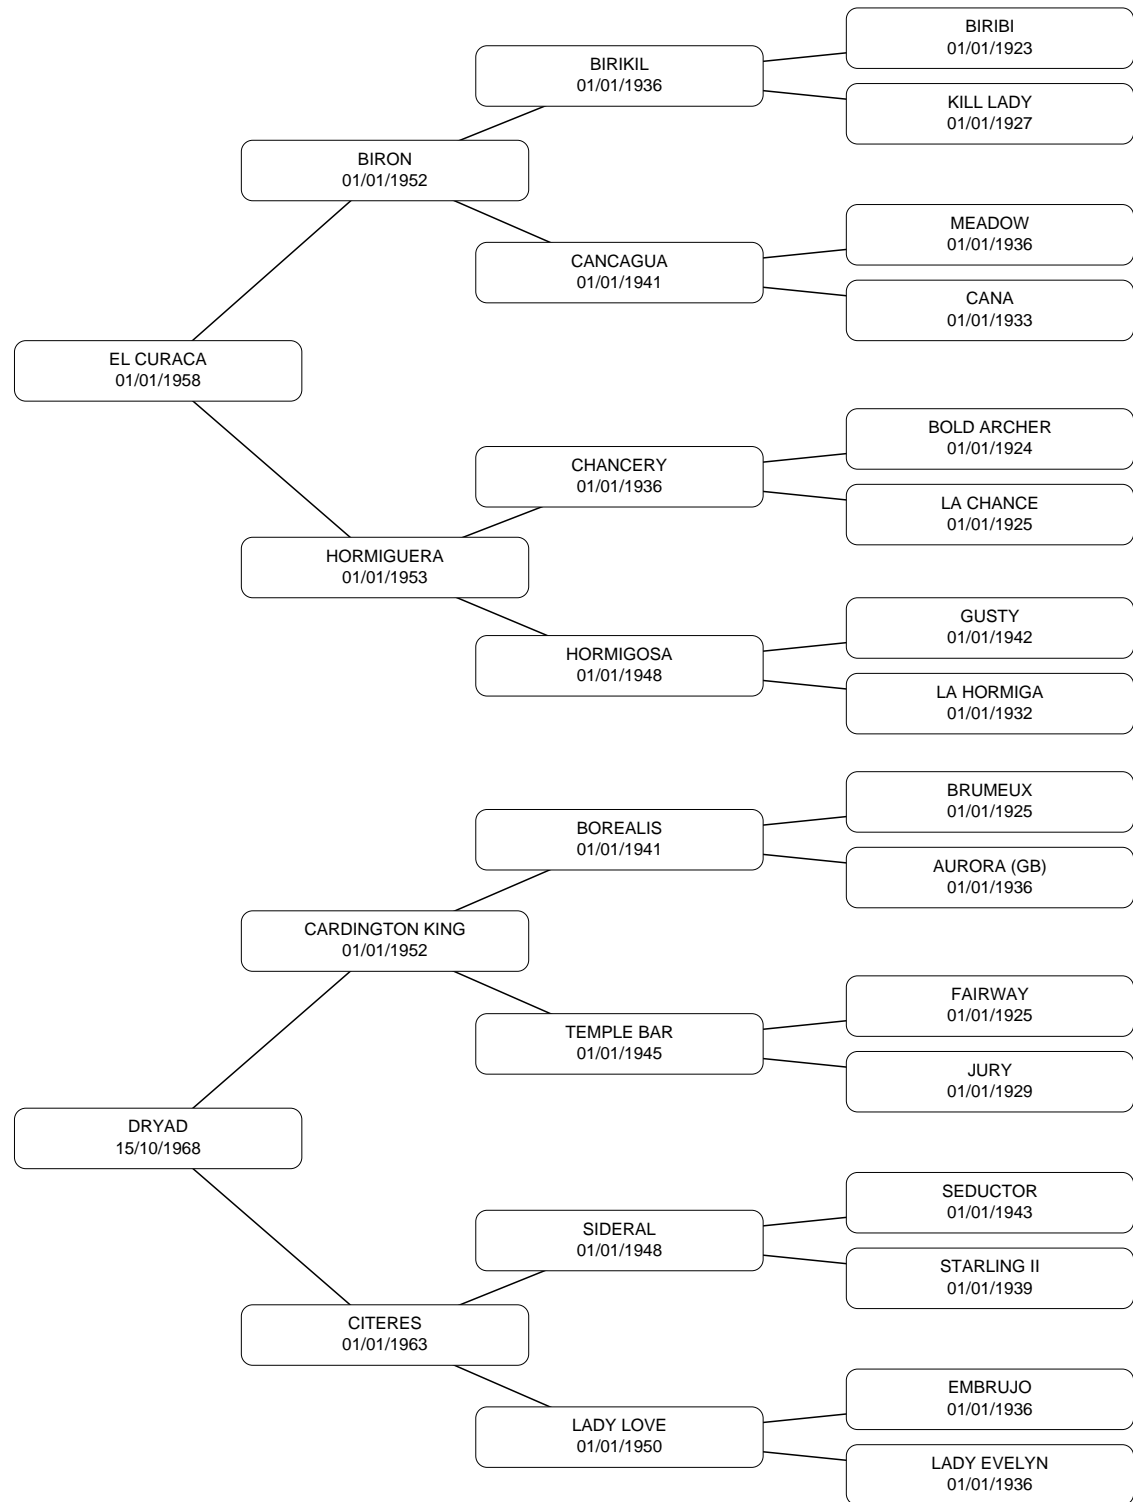 BIRIBI
01/01/1923
BIRIKIL
01/01/1936
KILL LADY
01/01/1927
BIRON
01/01/1952
MEADOW
01/01/1936
CANCAGUA
01/01/1941
CANA
01/01/1933
EL CURACA
01/01/1958
BOLD ARCHER
01/01/1924
CHANCERY
01/01/1936
LA CHANCE
01/01/1925
HORMIGUERA
01/01/1953
GUSTY
01/01/1942
HORMIGOSA
01/01/1948
LA HORMIGA
01/01/1932
BRUMEUX
01/01/1925
BOREALIS
01/01/1941
AURORA (GB)
01/01/1936
CARDINGTON KING
01/01/1952
FAIRWAY
01/01/1925
TEMPLE BAR
01/01/1945
JURY
01/01/1929
DRYAD
15/10/1968
SEDUCTOR
01/01/1943
SIDERAL
01/01/1948
STARLING II
01/01/1939
CITERES
01/01/1963
EMBRUJO
01/01/1936
LADY LOVE
01/01/1950
LADY EVELYN
01/01/1936